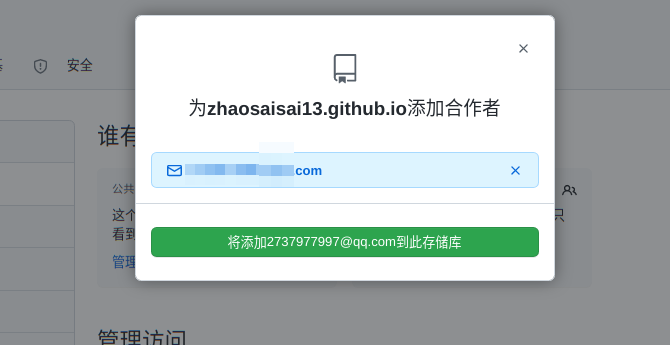 安全
为zhaosaisai13.github.io添加合作者
谁有
com
公共
这个
只
看到
将添加2737977997@qq.com到此存储库
管理
管理访问